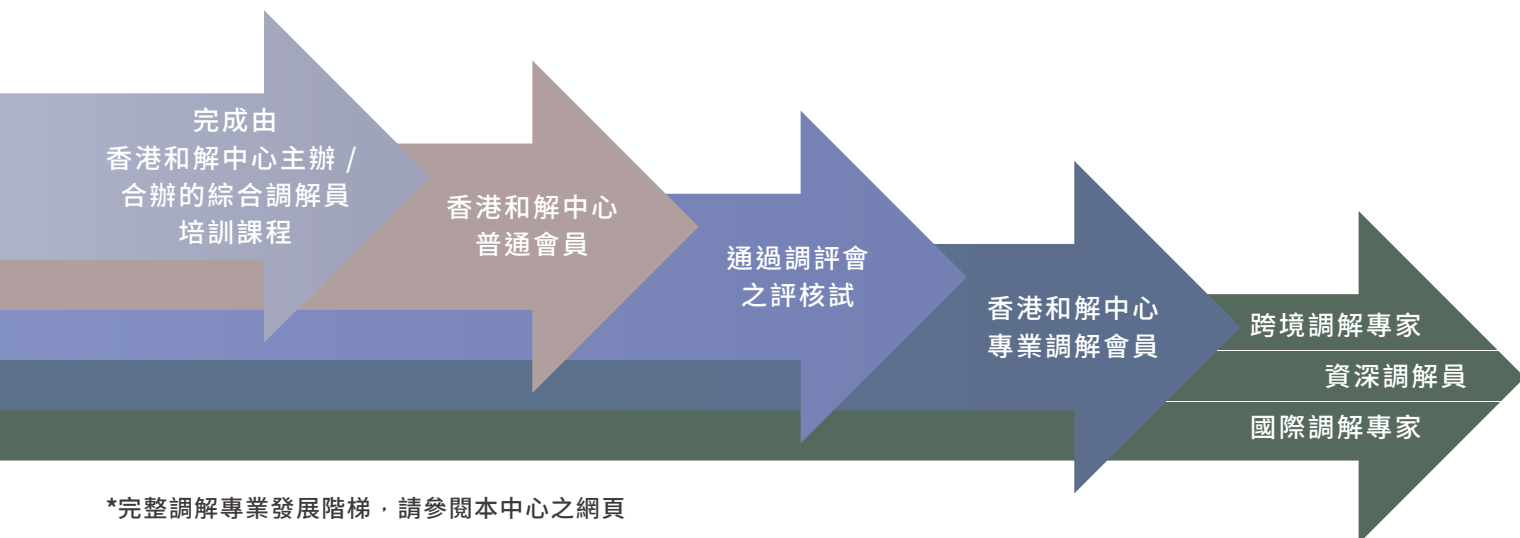 完成由
香港和解中心主辦 /
合辦的綜合調解員
培訓課程
香港和解中心
普通會員
通過調評會
之評核試
香港和解中心
專業調解會員
跨境調解專家
資深調解員
國際調解專家
*完整調解專業發展階梯，請參閱本中心之網頁